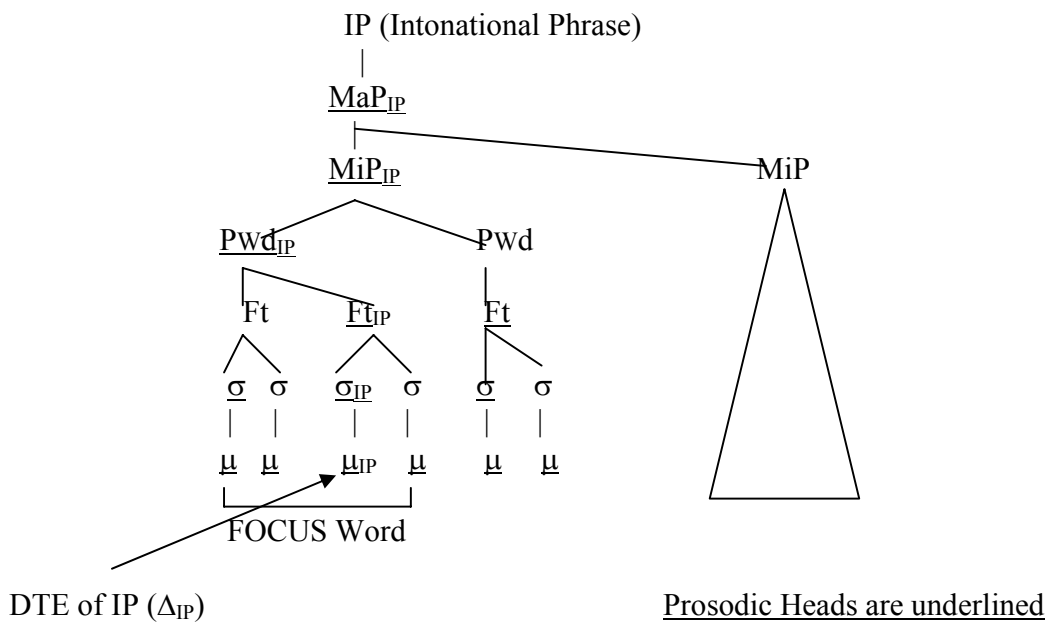 IP (Intonational Phrase)
MaP_IP
MiP_IP MiP
PWd_IP PWd
Ft Ft_IP Ft
σ σ σ_IP σ σ σ
μ μ μ_IP μ μ μ
FOCUS Word
DTE of IP (Δ_IP) Prosodic Heads are underlined